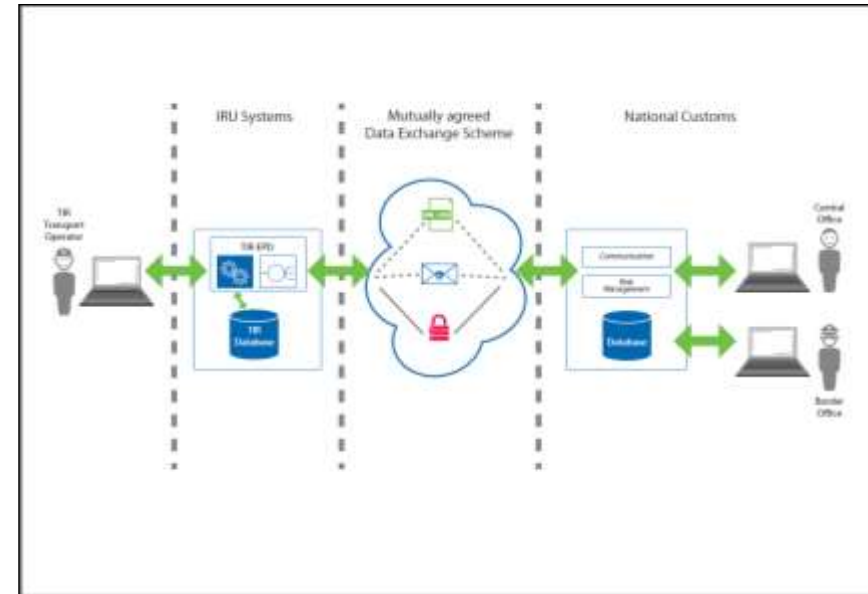 IRU Systems
Mutually agreed
Data Exchange Scheme
National Customs
TIR
Transport
Operator
TIR-EPD
TIR
Database
Communication
Risk
Management
Database
Central
Office
Border
Office